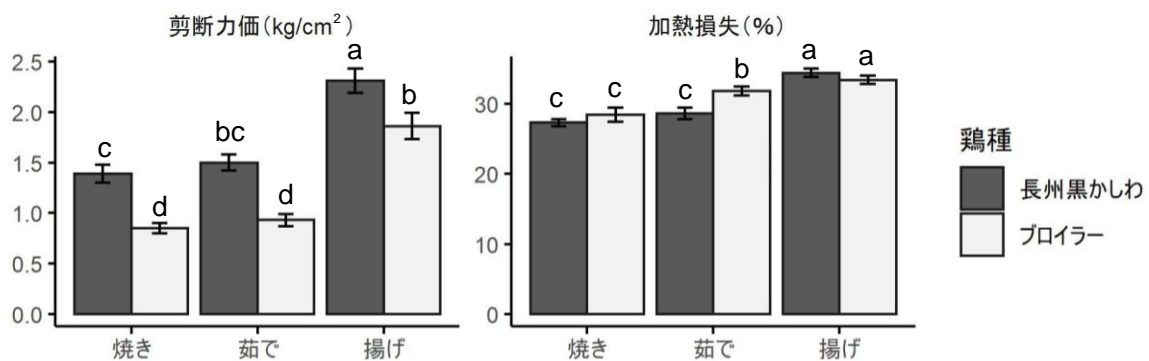 剪断力価(kg/cm²)
2.5
2.0
1.5
1.0
0.5
0.0
c
d
bc
d
a
b
焼き
茹で
揚げ
加熱損失(%)
30
20
10
0
c
c
c
b
a
a
焼き
茹で
揚げ
鶏種
長州黒かしわ
ブロイラー